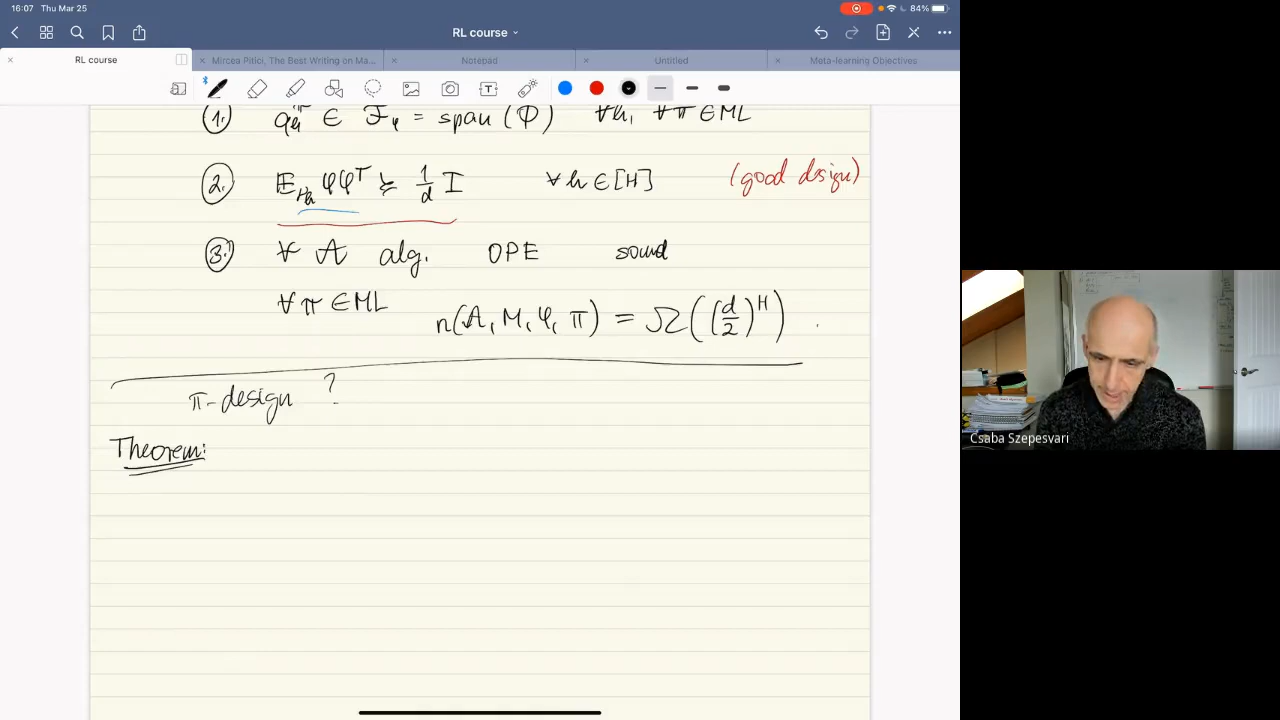 16:07 Thu Mar 25
84%
RL course
RL course
Mircea Pitici, The Best Writing on Ma...
Notepad
Untitled
Meta-learning Objectives
①. q_h^π ∈ F_φ = span (Φ) ∀h, ∀π ∈ ML
②. E_{μ_h} φφ^T ⪰ 1/d I ∀h∈[H] (good design)
③. ∀ A alg. OPE sound
∀π∈ML n(A, M, φ, π) = Ω((d/2)^H).
π-design ?
Theorem:
Csaba Szepesvari